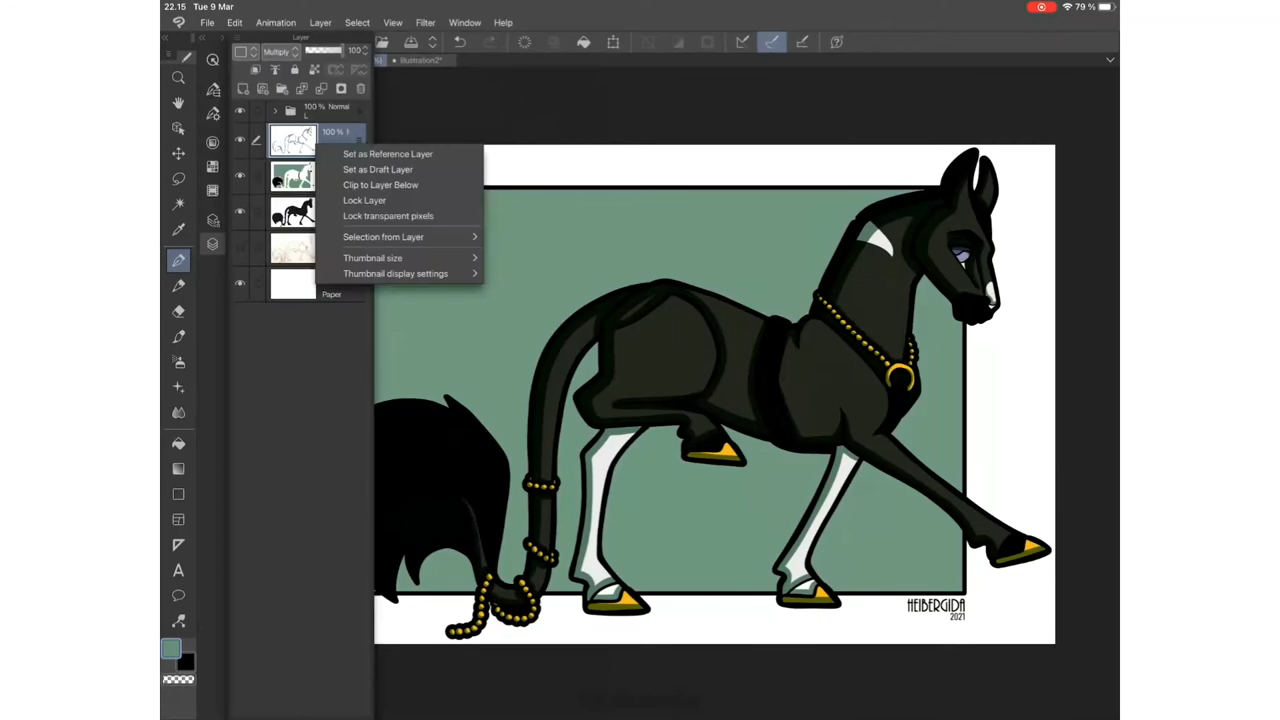 22.15 Tue 9 Mar
79 %
File Edit Animation Layer Select View Filter Window Help
Layer
Multiply 100
Illustration2*
100 % Normal
L
100 %
Set as Reference Layer
Set as Draft Layer
Clip to Layer Below
Lock Layer
Lock transparent pixels
Selection from Layer
Thumbnail size
Thumbnail display settings
Paper
HEIBERGIDA
2021